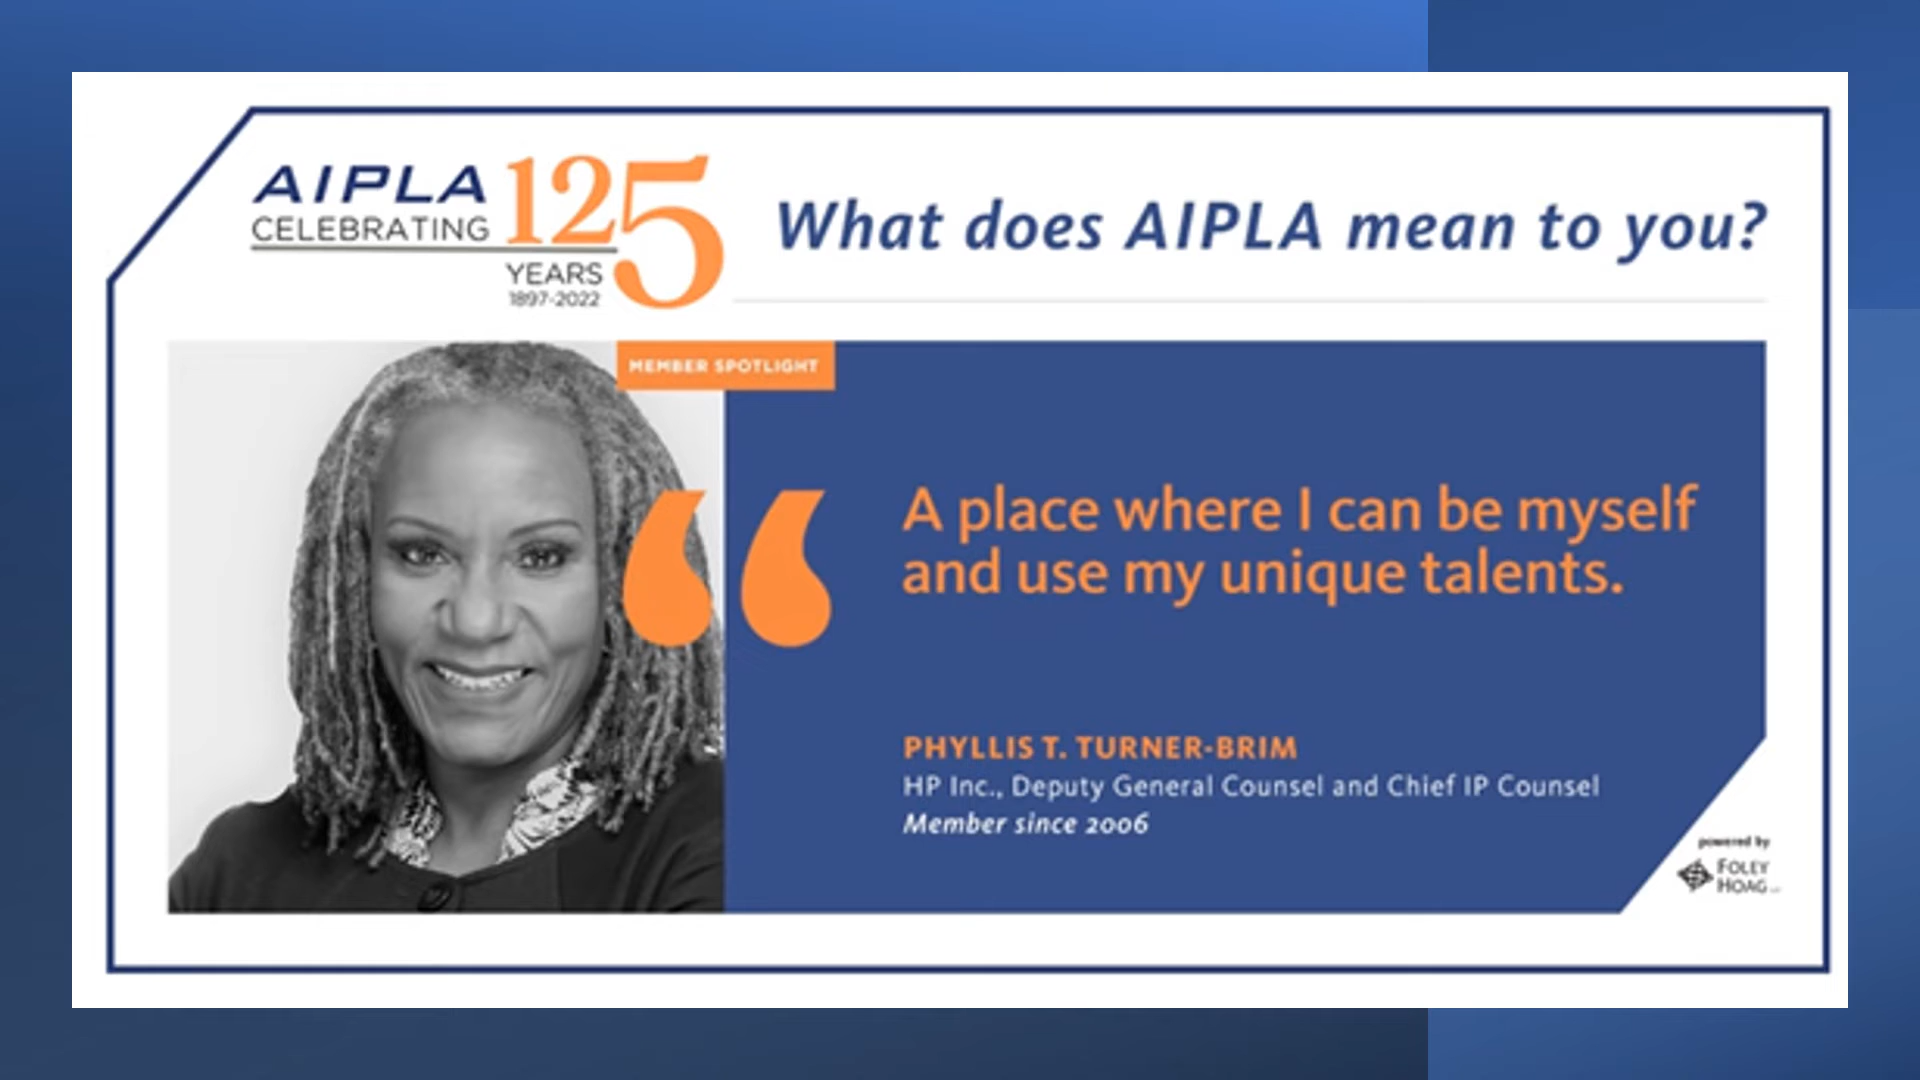 AIPLA
CELEBRATING
125
YEARS
1897-2022
What does AIPLA mean to you?
MEMBER SPOTLIGHT
“
A place where I can be myself
and use my unique talents.
PHYLLIS T. TURNER-BRIM
HP Inc., Deputy General Counsel and Chief IP Counsel
Member since 2006
powered by
FOLEY
HOAG